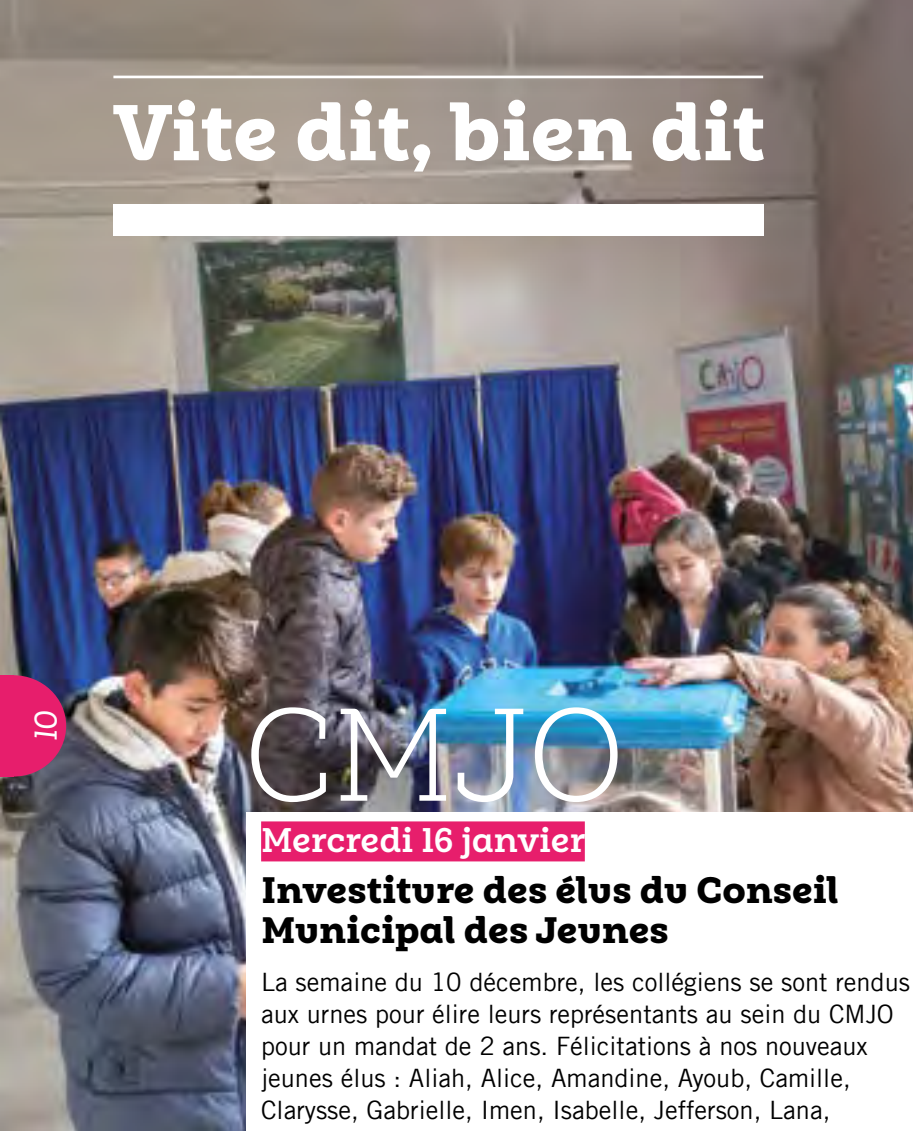 Vite dit, bien dit
CMJO
10
CMJO
Mercredi 16 janvier
Investiture des élus du Conseil
Municipal des Jeunes
La semaine du 10 décembre, les collégiens se sont rendus
aux urnes pour élire leurs représentants au sein du CMJO
pour un mandat de 2 ans. Félicitations à nos nouveaux
jeunes élus : Aliah, Alice, Amandine, Ayoub, Camille,
Clarysse, Gabrielle, Imen, Isabelle, Jefferson, Lana,